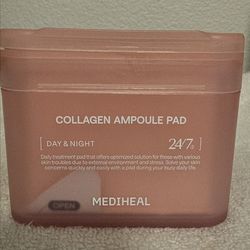 COLLAGEN AMPOULE PAD
[ DAY & NIGHT ]
24/7
Daily treatment pad that offers optimized solution for those with various
skin troubles due to external environment and stress. Solve your skin
concerns quickly and easily with a pad during your busy daily life.
OPEN
MEDIHEAL